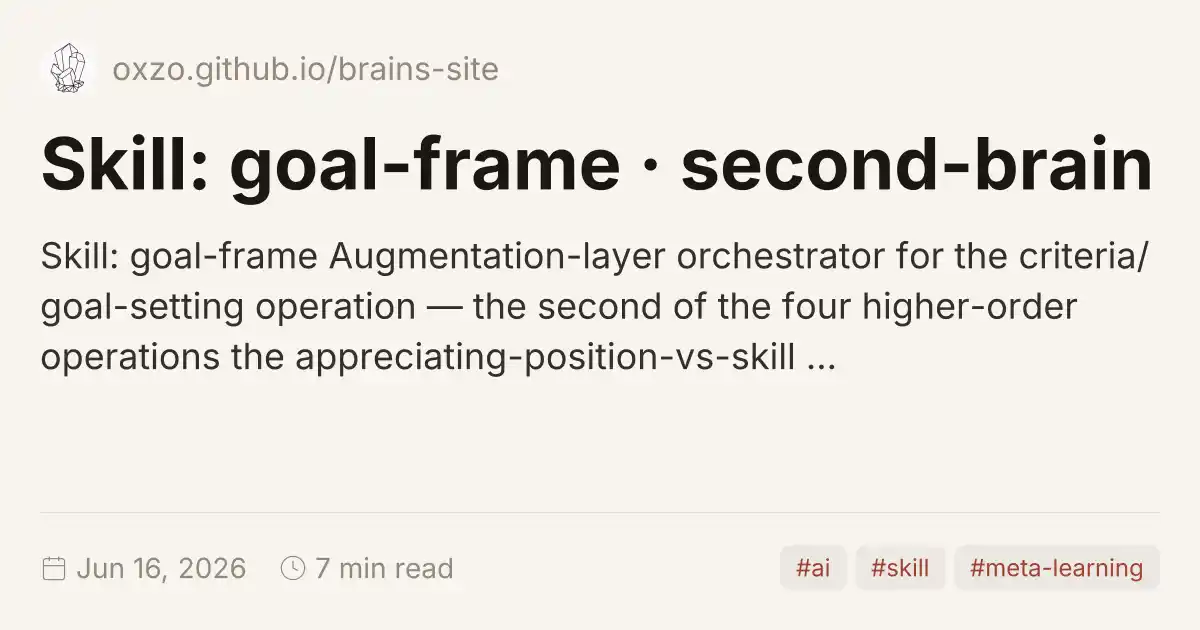 oxzo.github.io/brains-site
Skill: goal-frame · second-brain
Skill: goal-frame Augmentation-layer orchestrator for the criteria/
goal-setting operation — the second of the four higher-order
operations the appreciating-position-vs-skill ...
Jun 16, 2026 7 min read #ai #skill #meta-learning